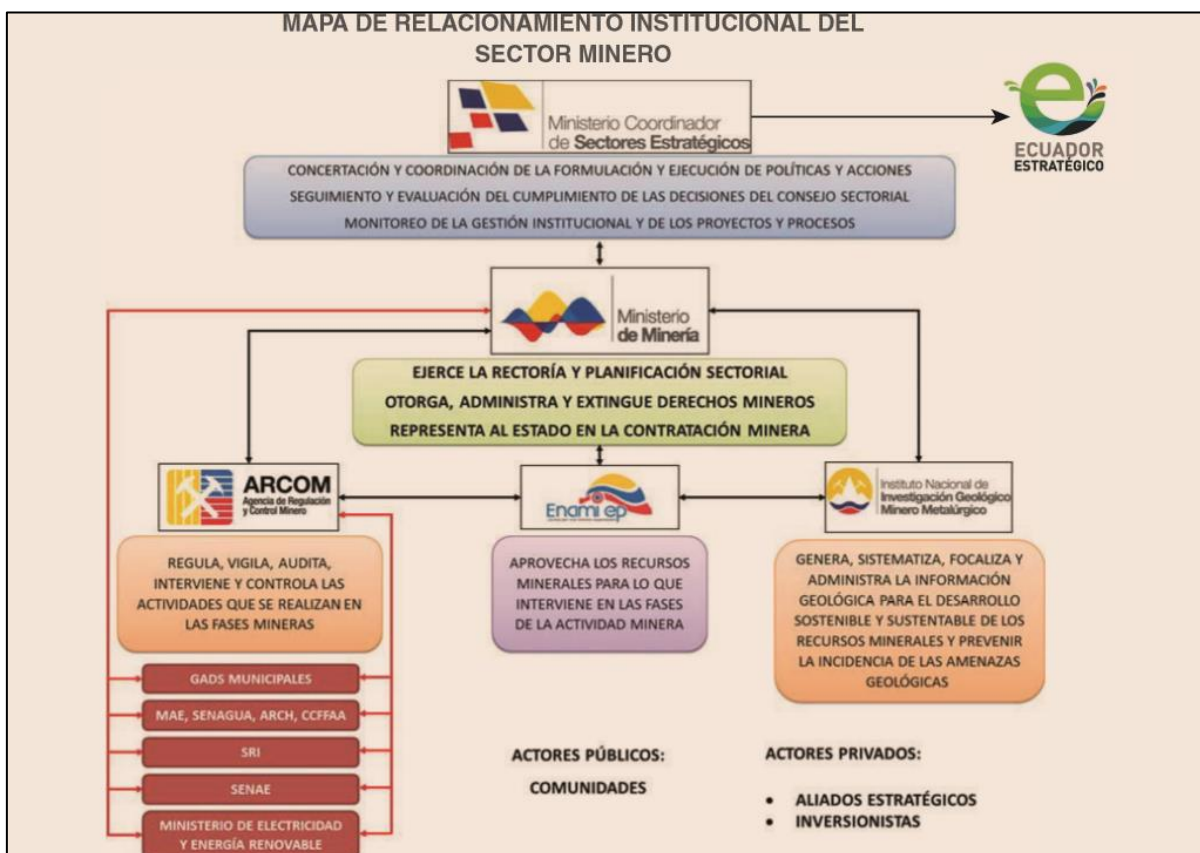 MAPA DE RELACIONAMIENTO INSTITUCIONAL DEL
SECTOR MINERO
Ministerio Coordinador
de Sectores Estratégicos
ECUADOR
ESTRATÉGICO
CONCERTACIÓN Y COORDINACIÓN DE LA FORMULACIÓN Y EJECUCIÓN DE POLÍTICAS Y ACCIONES
SEGUIMIENTO Y EVALUACIÓN DEL CUMPLIMIENTO DE LAS DECISIONES DEL CONSEJO SECTORIAL
MONITOREO DE LA GESTIÓN INSTITUCIONAL Y DE LOS PROYECTOS Y PROCESOS
Ministerio
de Minería
EJERCE LA RECTORÍA Y PLANIFICACIÓN SECTORIAL
OTORGA, ADMINISTRA Y EXTINGUE DERECHOS MINEROS
REPRESENTA AL ESTADO EN LA CONTRATACIÓN MINERA
ARCOM
Agencia de Regulación
y Control Minero
REGULA, VIGILA, AUDITA,
INTERVIENE Y CONTROLA LAS
ACTIVIDADES QUE SE REALIZAN EN
LAS FASES MINERAS
Enami ep
APROVECHA LOS RECURSOS
MINERALES PARA LO QUE
INTERVIENE EN LAS FASES
DE LA ACTIVIDAD MINERA
Instituto Nacional de
Investigación Geológico
Minero Metalúrgico
GENERA, SISTEMATIZA, FOCALIZA Y
ADMINISTRA LA INFORMACIÓN
GEOLÓGICA PARA EL DESARROLLO
SOSTENIBLE Y SUSTENTABLE DE LOS
RECURSOS MINERALES Y PREVENIR
LA INCIDENCIA DE LAS AMENAZAS
GEOLÓGICAS
GADS MUNICIPALES
MAE, SENAGUA, ARCH, CCFFAA
SRI
SENAE
MINISTERIO DE ELECTRICIDAD
Y ENERGÍA RENOVABLE
ACTORES PÚBLICOS:
COMUNIDADES
ACTORES PRIVADOS:
• ALIADOS ESTRATÉGICOS
• INVERSIONISTAS